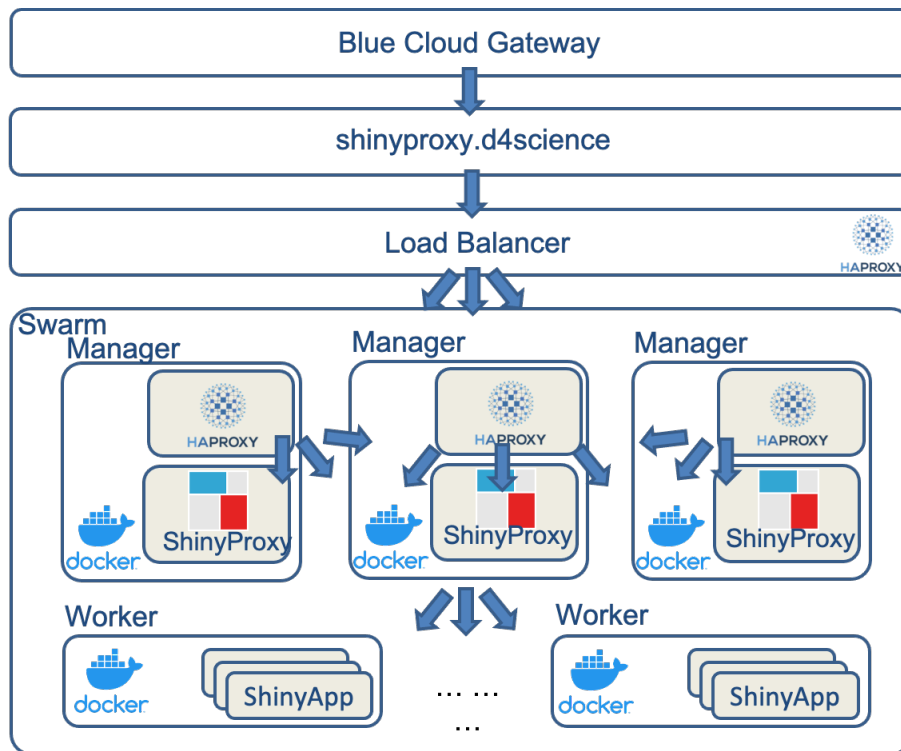 Blue Cloud Gateway
shinyproxy.d4science
Load Balancer
HAPROXY
Swarm
Manager
Manager
Manager
HAPROXY
HAPROXY
HAPROXY
ShinyProxy
ShinyProxy
ShinyProxy
docker
docker
docker
Worker
Worker
docker
ShinyApp
... ...
...
docker
ShinyApp